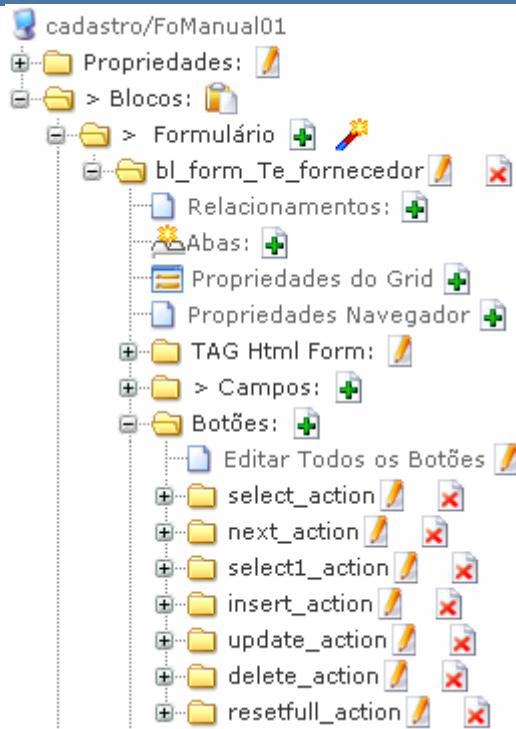 cadastro/FoManual01
Propriedades:
> Blocos:
> Formulário
bl_form_Te_fornecedor
Relacionamentos:
Abas:
Propriedades do Grid
Propriedades Navegador
TAG Html Form:
> Campos:
Botões:
Editar Todos os Botões
select_action
next_action
select1_action
insert_action
update_action
delete_action
resetfull_action